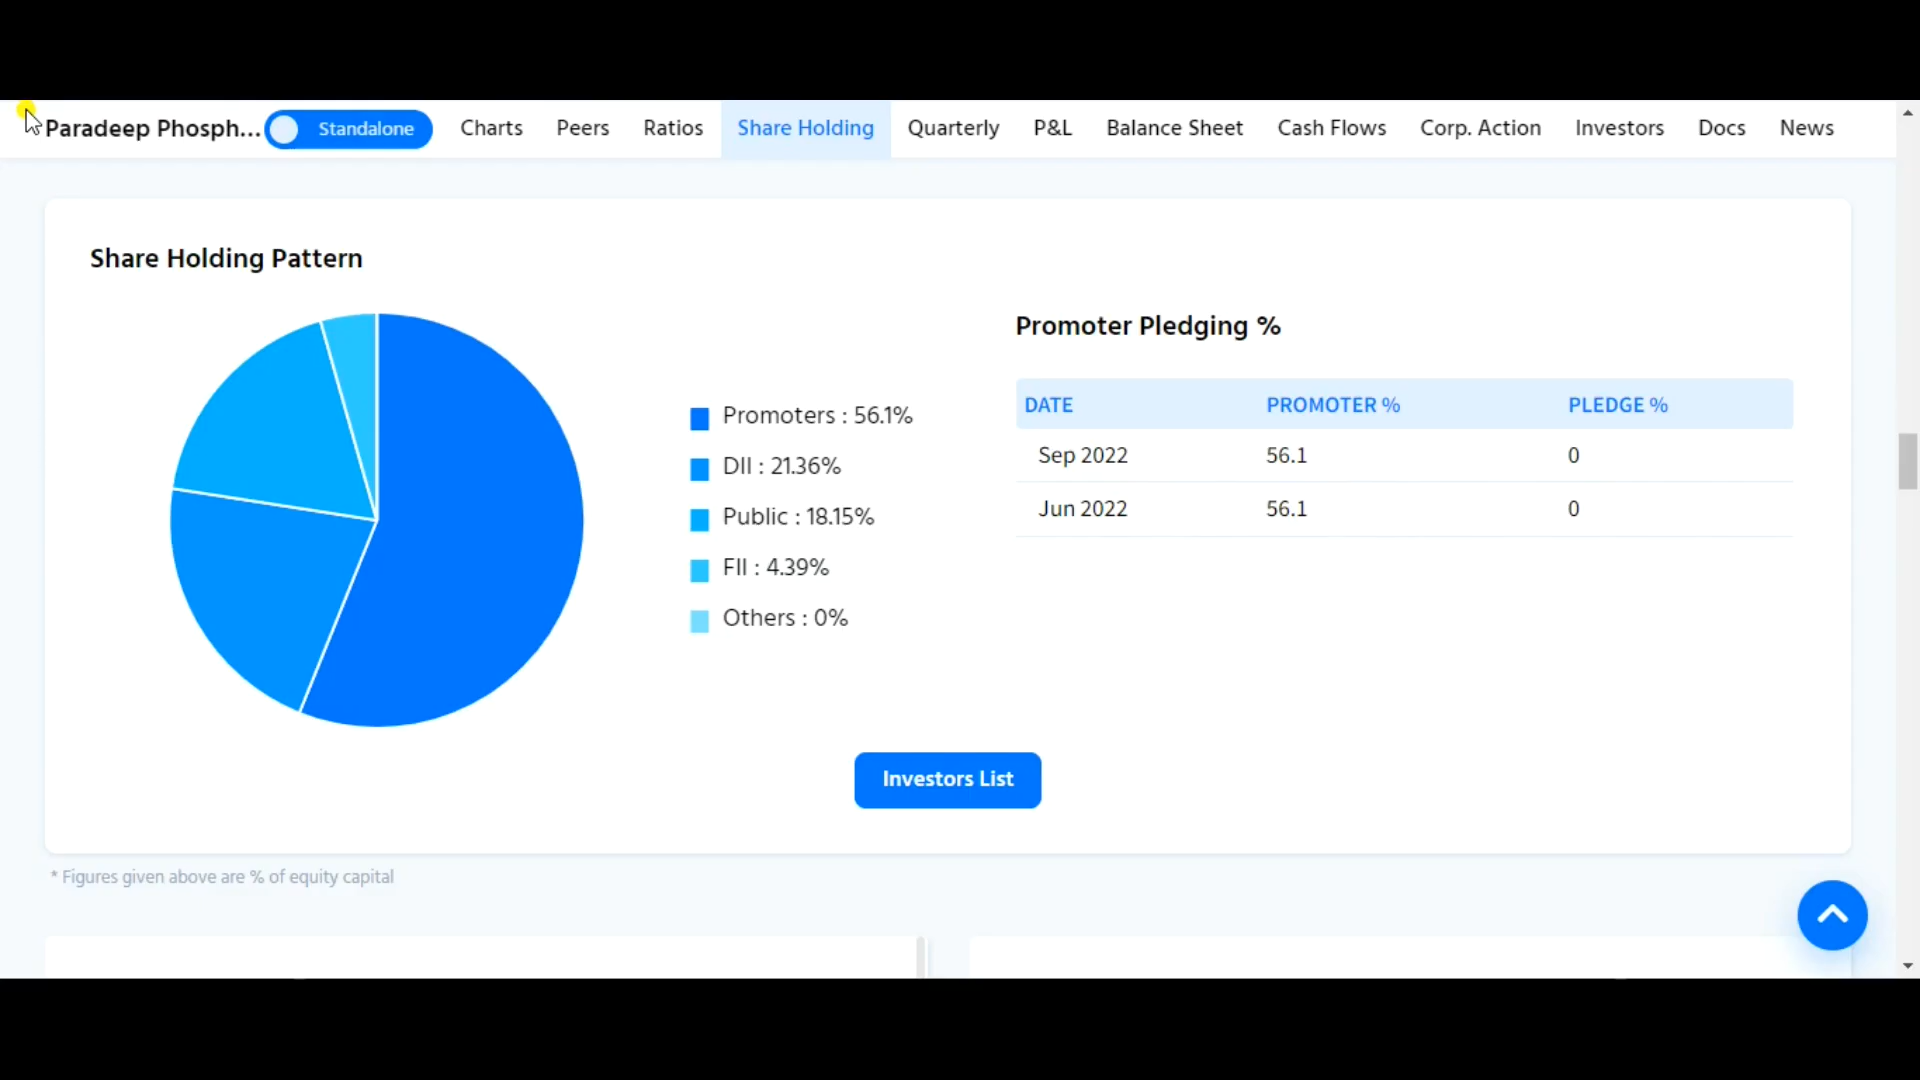 Paradeep Phosph... Standalone Charts Peers Ratios Share Holding Quarterly P&L Balance Sheet Cash Flows Corp. Action Investors Docs News
Share Holding Pattern
Promoters : 56.1%
DII : 21.36%
Public : 18.15%
FII : 4.39%
Others : 0%
Promoter Pledging %
DATE PROMOTER % PLEDGE %
Sep 2022 56.1 0
Jun 2022 56.1 0
Investors List
* Figures given above are % of equity capital